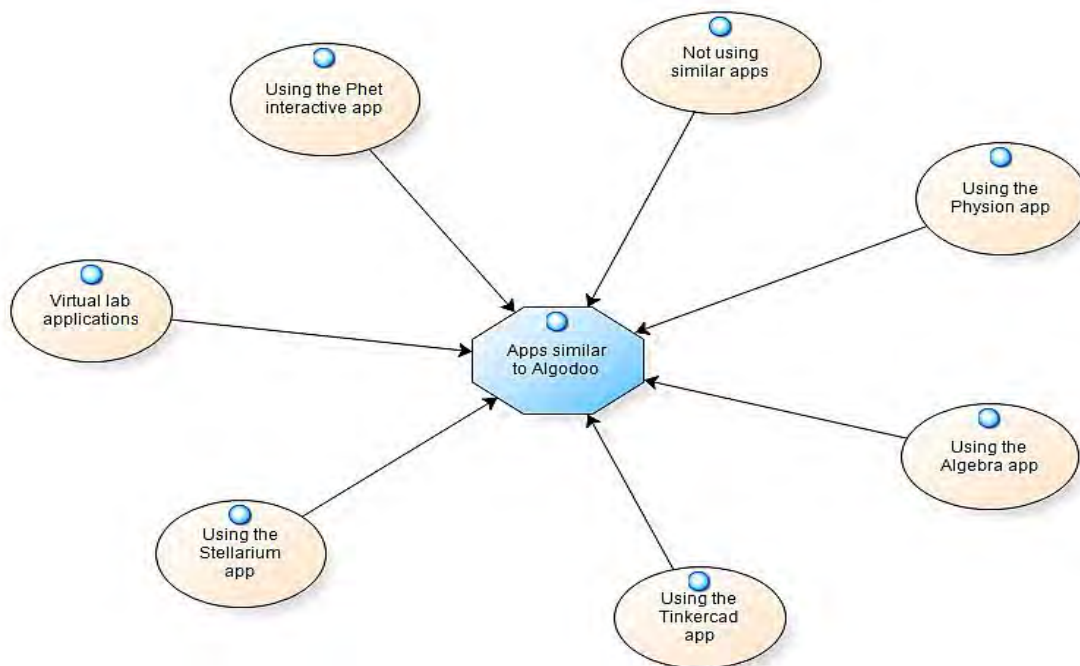 Not using
similar apps
Using the Phet
interactive app
Using the
Physion app
Virtual lab
applications
Apps similar
to Algodoo
Using the
Algebra app
Using the
Stellarium
app
Using the
Tinkercad
app